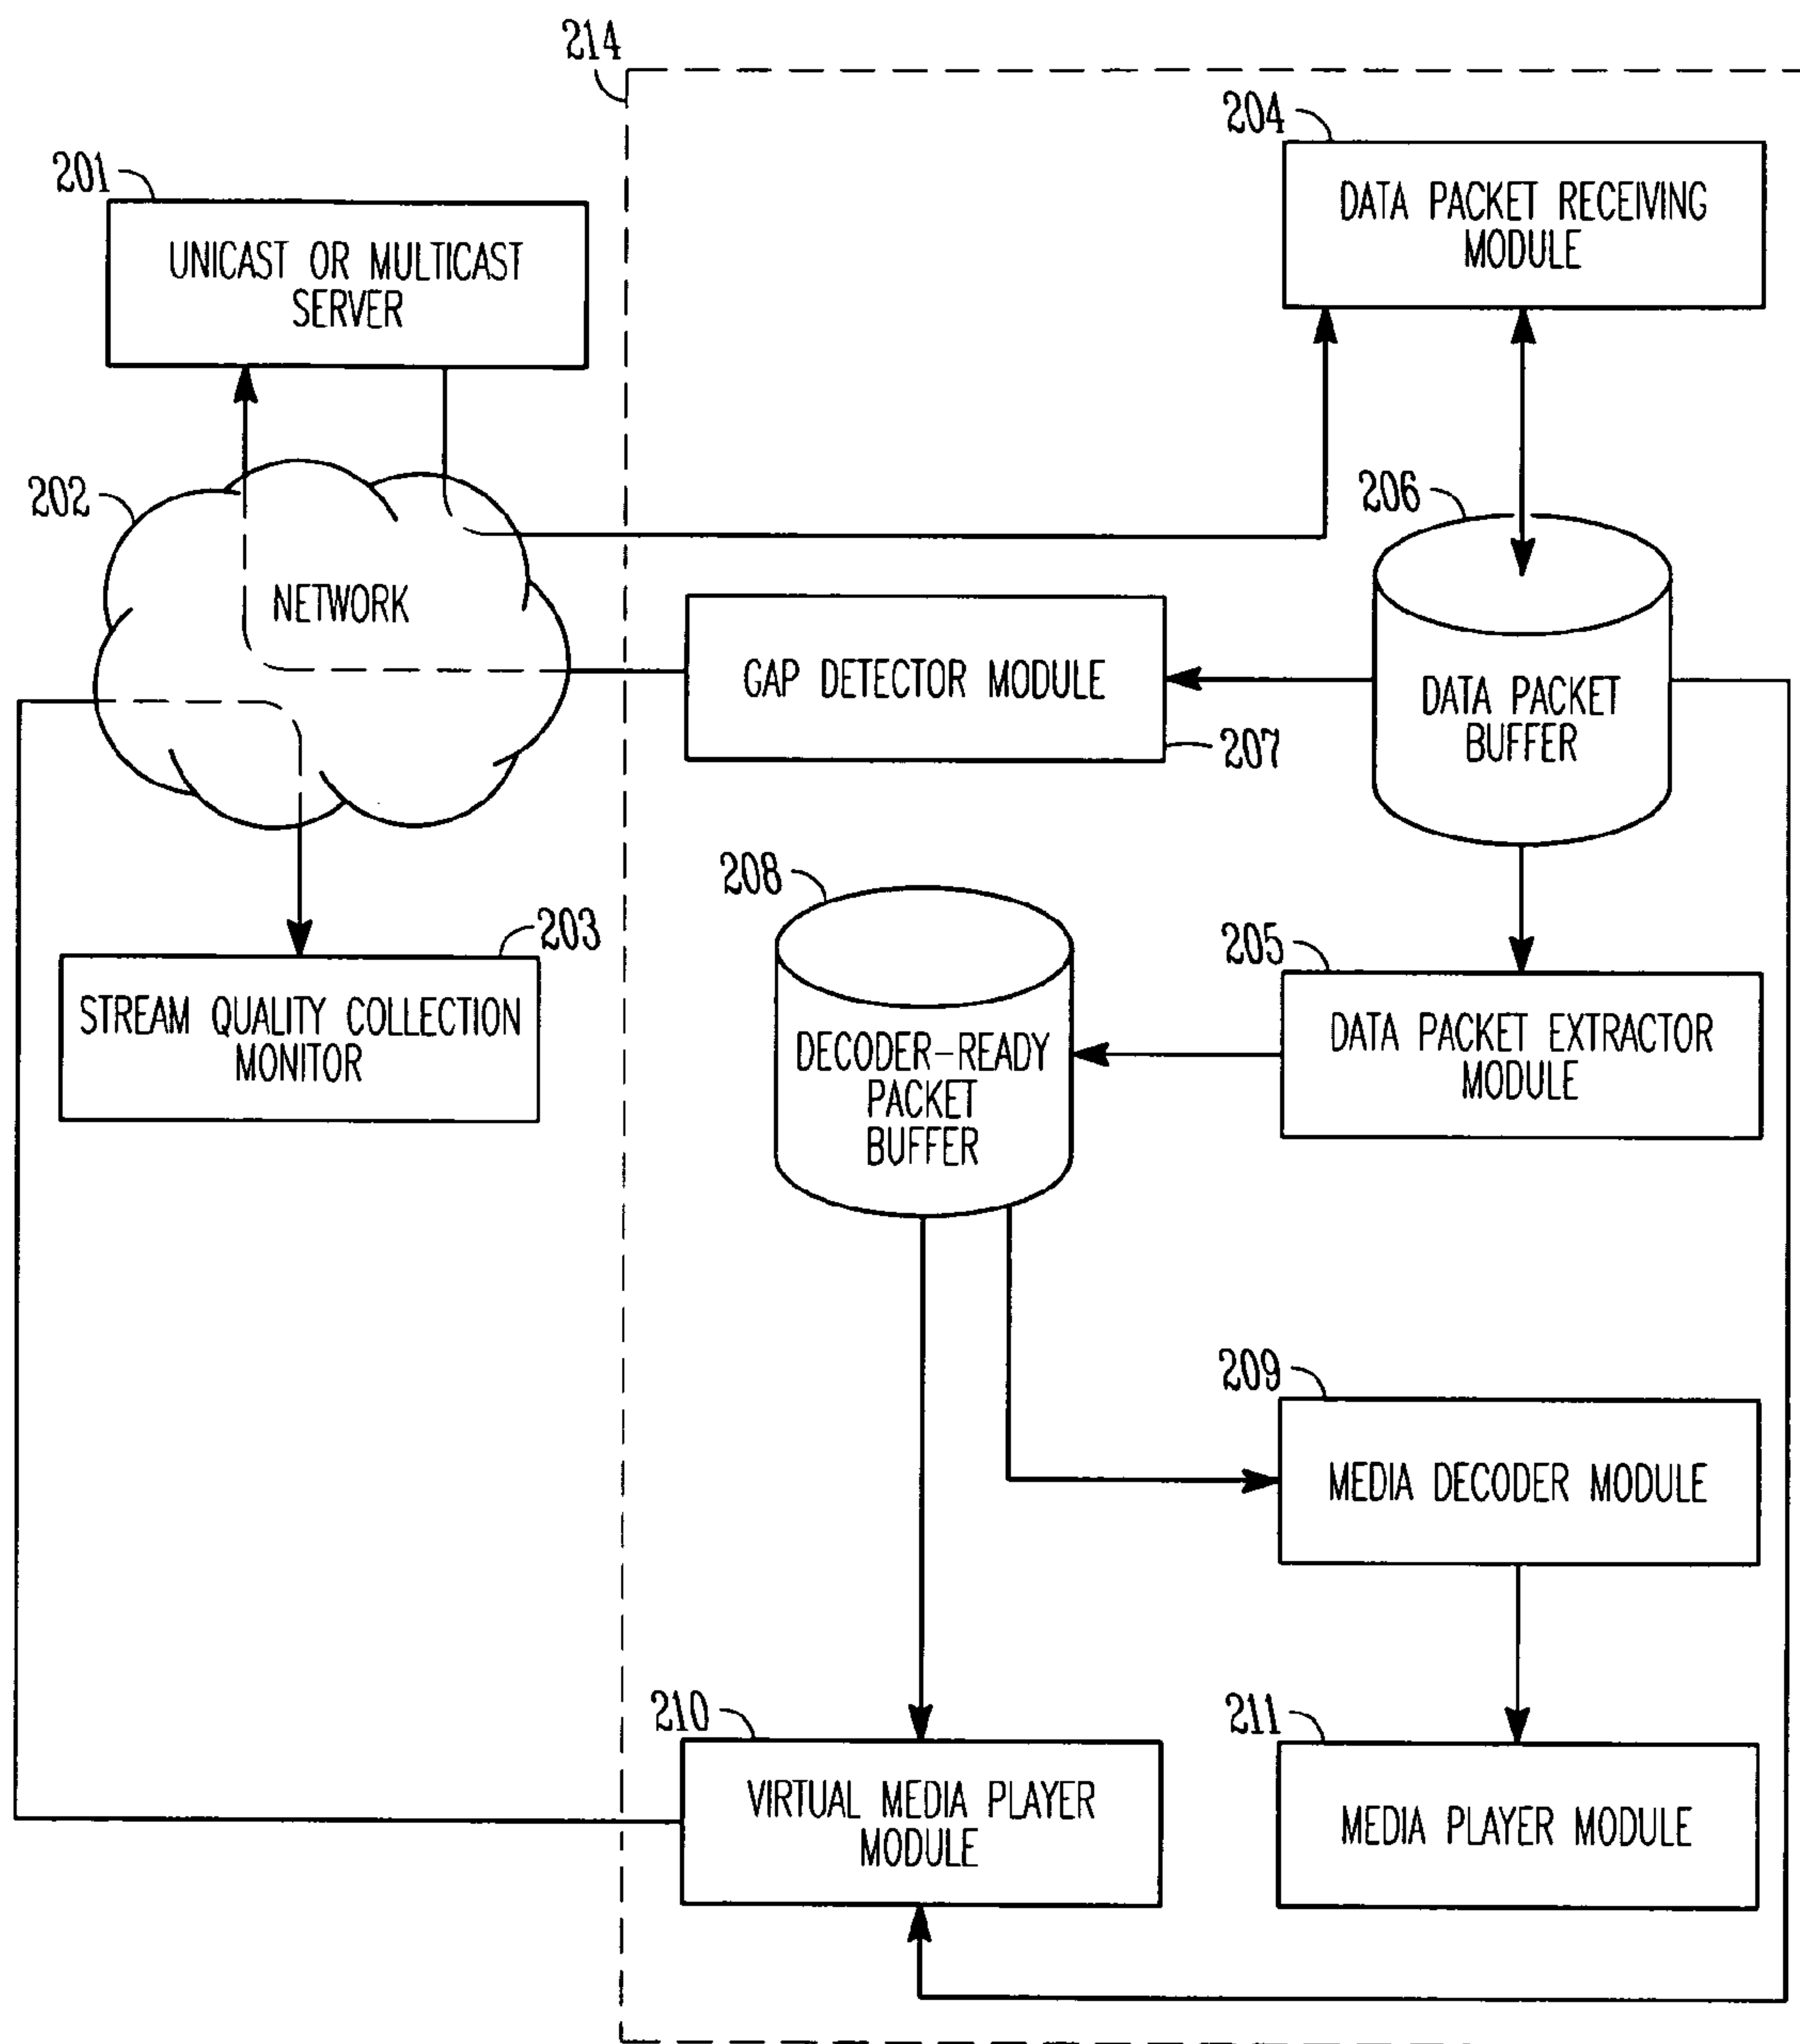 214
204
DATA PACKET RECEIVING
MODULE
201
UNICAST OR MULTICAST
SERVER
202
NETWORK
206
DATA PACKET
BUFFER
GAP DETECTOR MODULE
207
208
DECODER-READY
PACKET
BUFFER
203
STREAM QUALITY COLLECTION
MONITOR
205
DATA PACKET EXTRACTOR
MODULE
209
MEDIA DECODER MODULE
210
VIRTUAL MEDIA PLAYER
MODULE
211
MEDIA PLAYER MODULE